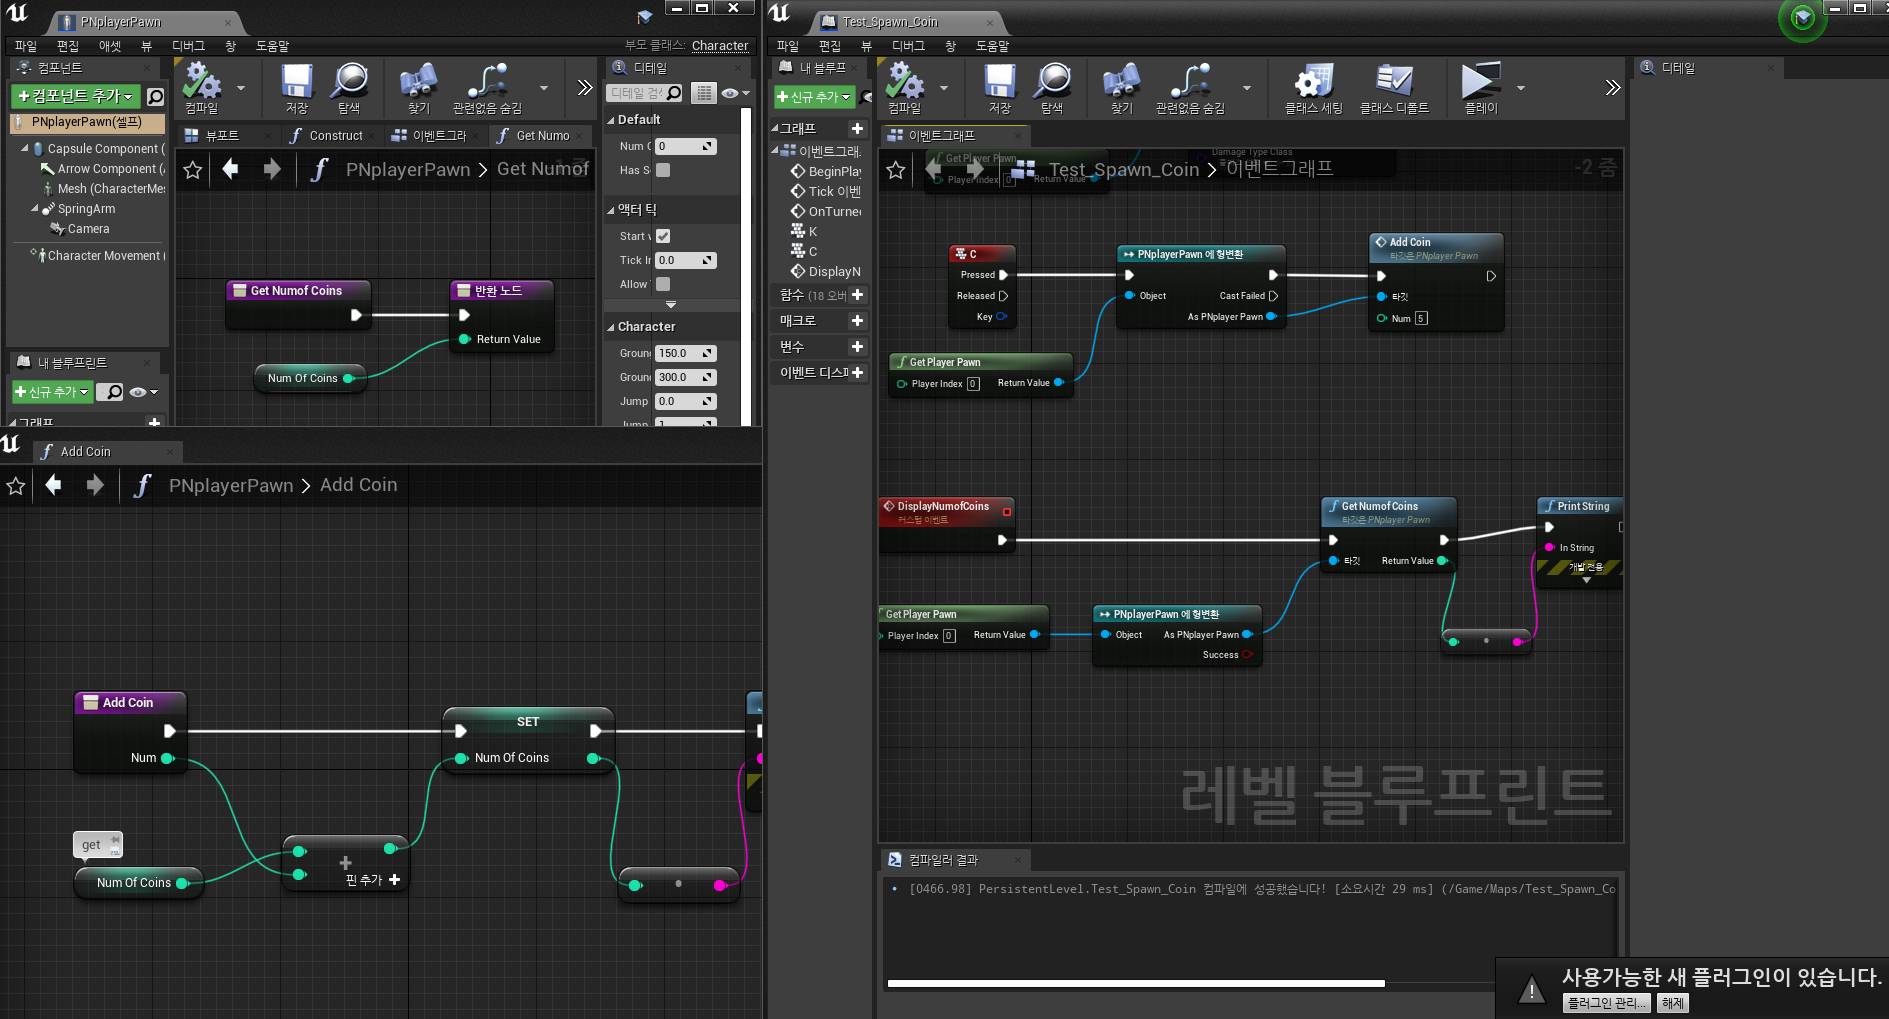 PNplayerPawn
파일 편집 애셋 뷰 디버그 창 도움말
부모 클래스: Character
컴포넌트
+컴포넌트 추가
PNplayerPawn(셀프)
Capsule Component (
Arrow Component (
Mesh (CharacterMes
SpringArm
Camera
Character Movement (
내 블루프린트
+신규 추가
그래프
컴파일
저장
탐색
찾기
관련없음 숨김
뷰포트
Construct
이벤트그라
Get Numo
PNplayerPawn > Get Numof
Get Numof Coins
반환 노드
Return Value
Num Of Coins
디테일
디테일 검색
Default
Num C 0
Has S
액터 틱
Start v
Tick In 0.0
Allow
Character
Groun 150.0
Groun 300.0
Jump 0.0
Jump 1
Add Coin
PNplayerPawn > Add Coin
Add Coin
Num
get
Num Of Coins
핀 추가 +
SET
Num Of Coins
Test_Spawn_Coin
파일 편집 뷰 디버그 창 도움말
내 블루프
+신규 추가
그래프
이벤트그래
BeginPlay
Tick 이벤
OnTurned
K
C
DisplayN
함수 (18 오버
매크로
변수
이벤트 디스패
컴파일
저장
탐색
찾기
관련없음 숨김
클래스 세팅
클래스 디폴트
플레이
이벤트그래프
Get Player Pawn
Player Index 0 Return Value
Damage Type Class
Test_Spawn_Coin > 이벤트그래프
-2 줌
C
Pressed
Released
Key
PNplayerPawn 에 형변환
Object
Cast Failed
As PNplayer Pawn
Add Coin
타깃은 PNplayer Pawn
타깃
Num 5
Get Player Pawn
Player Index 0 Return Value
DisplayNumofCoins
커스텀 이벤트
Get Numof Coins
타깃은 PNplayer Pawn
타깃 Return Value
Print String
In String
개발 전용
Get Player Pawn
Player Index 0 Return Value
PNplayerPawn 에 형변환
Object As PNplayer Pawn
Success
레벨 블루프린트
컴파일러 결과
• [0466.98] PersistentLevel.Test_Spawn_Coin 컴파일에 성공했습니다! [소요시간 29 ms] (/Game/Maps/Test_Spawn_Co
디테일
사용가능한 새 플러그인이 있습니다.
플러그인 관리... 해제